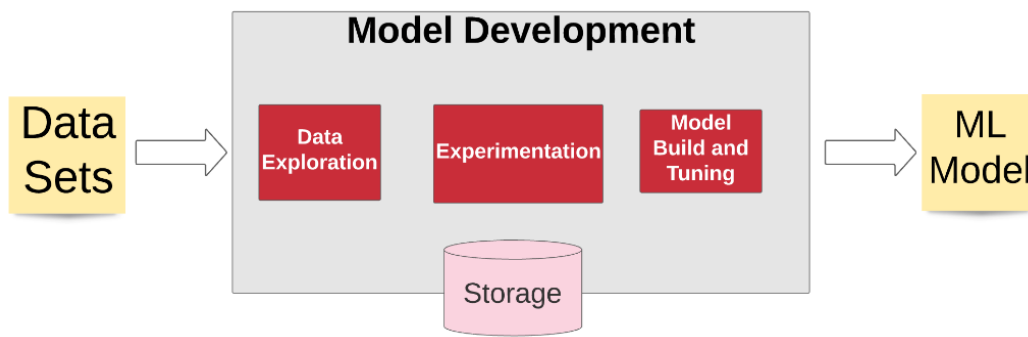 Model Development
Data
Sets
Data
Exploration
Experimentation
Model
Build and
Tuning
ML
Model
Storage